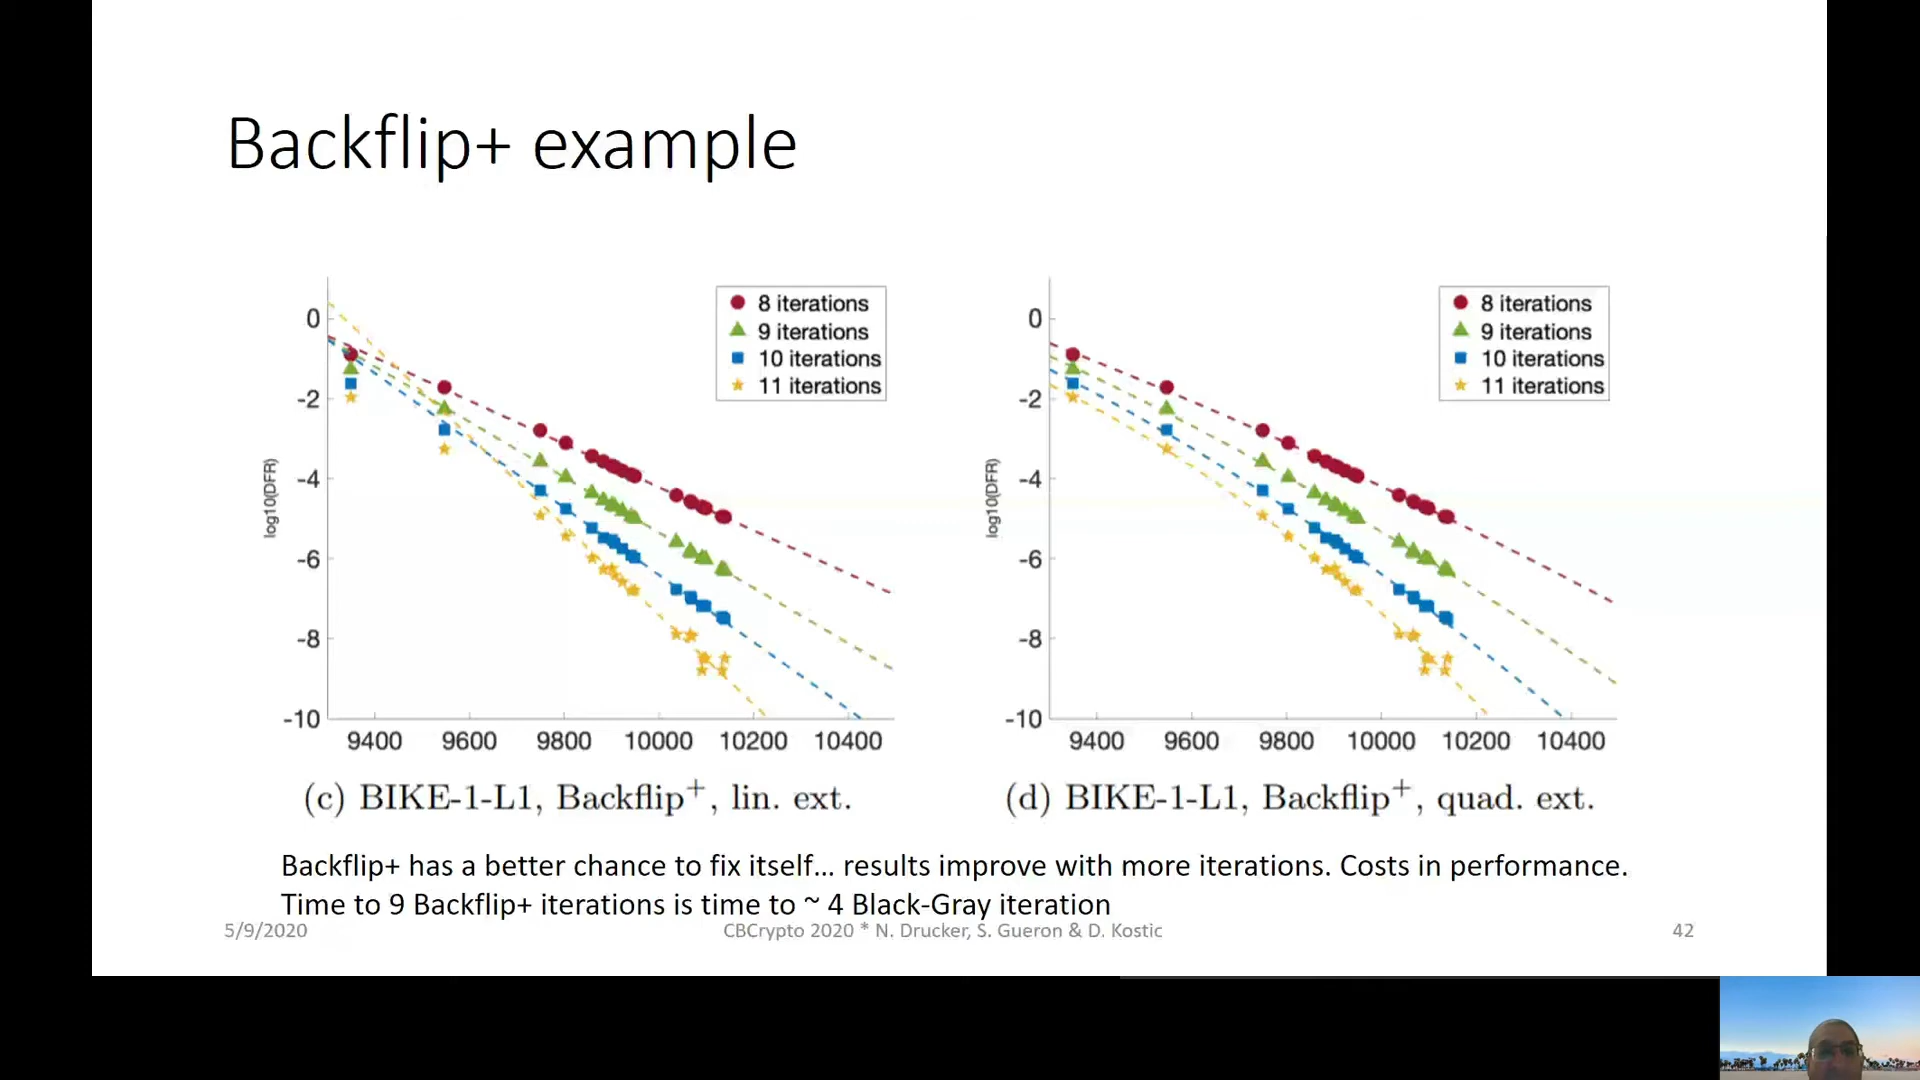 Backflip+ example
8 iterations
9 iterations
10 iterations
11 iterations
0
-2
-4
-6
-8
-10
log10(DFR)
9400 9600 9800 10000 10200 10400
(c) BIKE-1-L1, Backflip+, lin. ext.
8 iterations
9 iterations
10 iterations
11 iterations
0
-2
-4
-6
-8
-10
log10(DFR)
9400 9600 9800 10000 10200 10400
(d) BIKE-1-L1, Backflip+, quad. ext.
Backflip+ has a better chance to fix itself... results improve with more iterations. Costs in performance.
Time to 9 Backflip+ iterations is time to ~ 4 Black-Gray iteration
5/9/2020 CBCrypto 2020 * N. Drucker, S. Gueron & D. Kostic 42